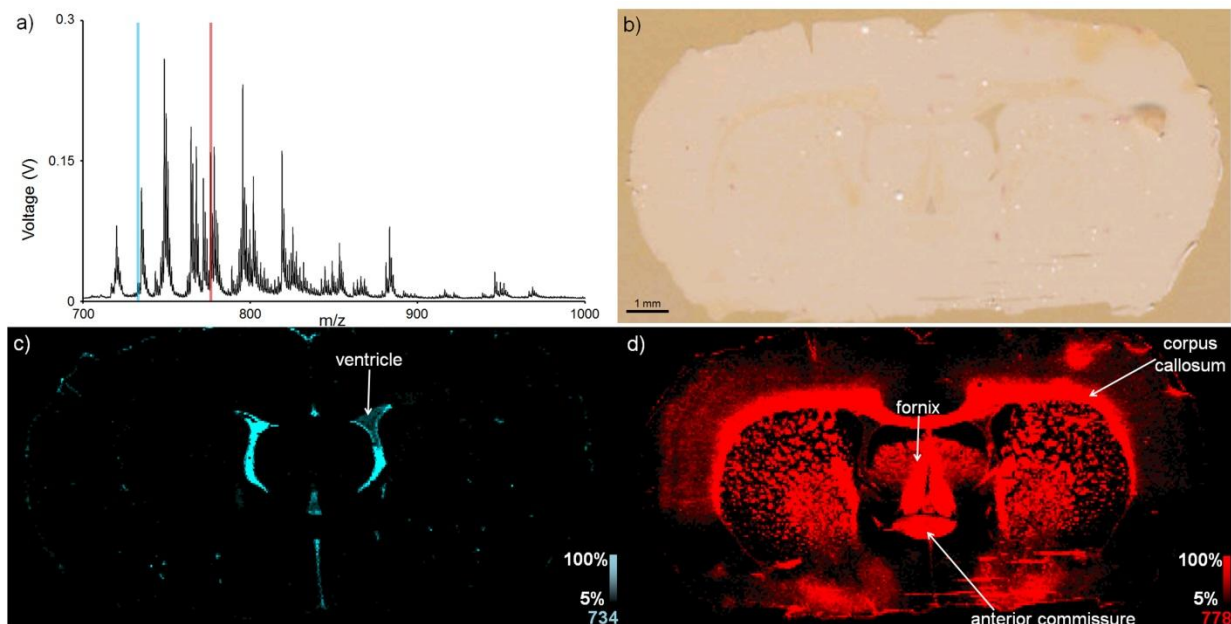 a)
0.3
0.15
0
Voltage (V)
700
800
900
1000
m/z
b)
1 mm
c)
ventricle
100%
5%
734
d)
corpus
callosum
fornix
anterior commissure
100%
5%